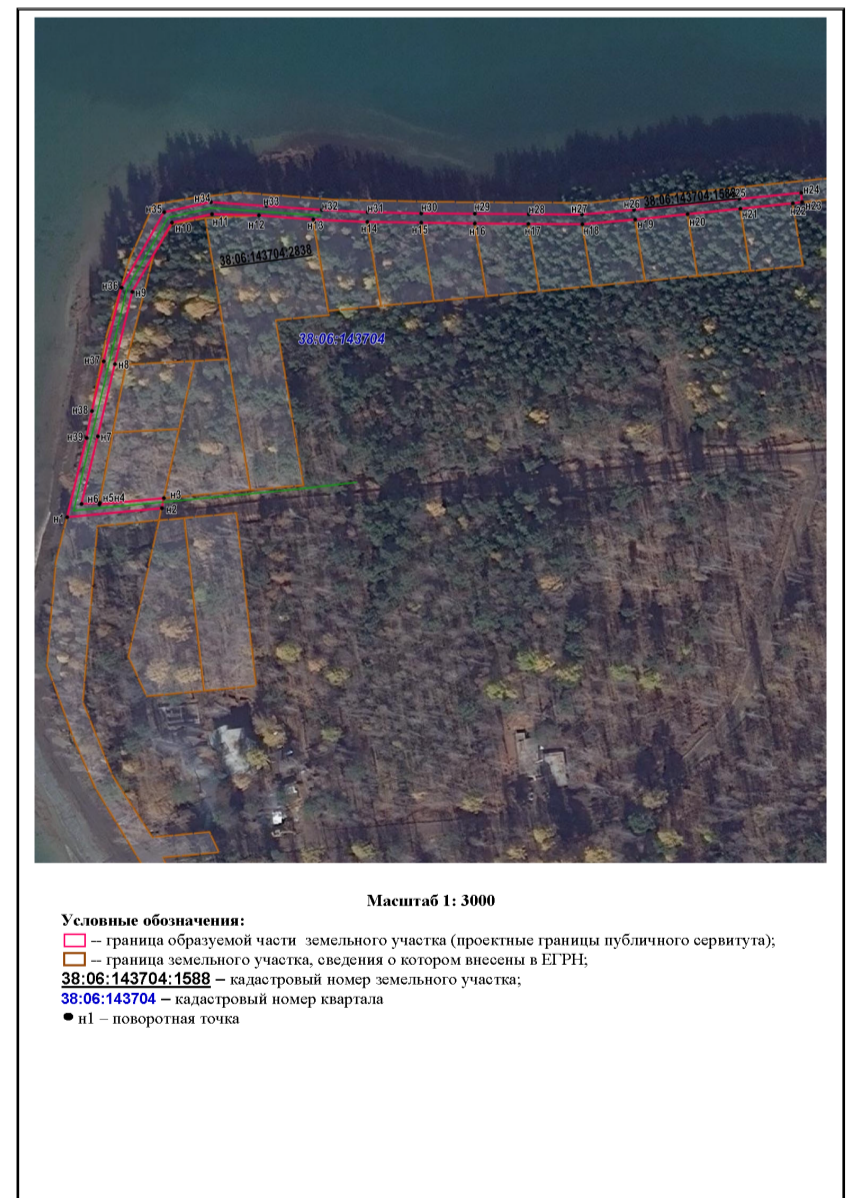 н24
38:06:143704:1588
н25
н23
н22
н34
н33
н35
н32
н31
н30
н29
н28
н27
н26
н21
н20
н19
н18
н17
н16
н15
н14
н13
н12
н11
н10
38:06:143704:2838
н36
н9
38:06:143704
н37
н8
н38
н39
н7
н6
н5н4
н3
н1
н2
Масштаб 1: 3000
Условные обозначения:
-- граница образуемой части земельного участка (проектные границы публичного сервитута);
-- граница земельного участка, сведения о котором внесены в ЕГРН;
38:06:143704:1588 – кадастровый номер земельного участка;
38:06:143704 – кадастровый номер квартала
н1 – поворотная точка